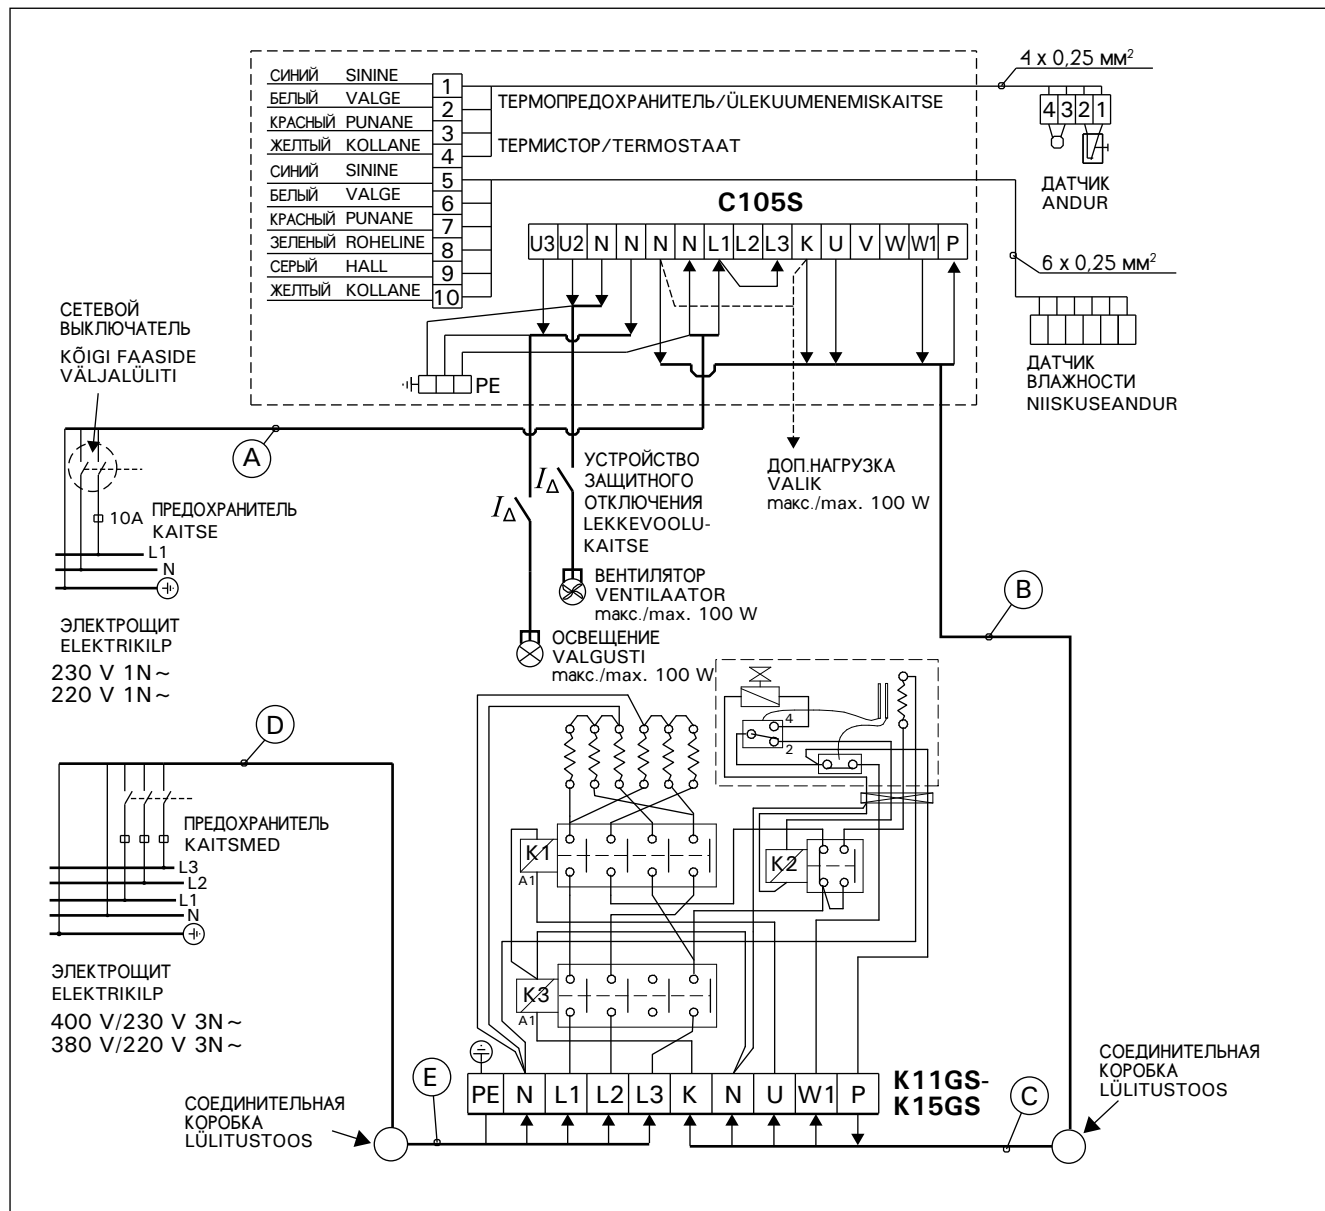 4 x 0,25 мм²
СИНИЙ SININE 1
БЕЛЫЙ VALGE 2
КРАСНЫЙ PUNANE 3
ЖЕЛТЫЙ KOLLANE 4
СИНИЙ SININE 5
БЕЛЫЙ VALGE 6
КРАСНЫЙ PUNANE 7
ЗЕЛЕНЫЙ ROHELINE 8
СЕРЫЙ HALL 9
ЖЕЛТЫЙ KOLLANE 10
ТЕРМОПРЕДОХРАНИТЕЛЬ/ÜLEKUUMENEMISKAITSE
ТЕРМИСТОР/TERMOSTAAT
4 3 2 1
ДАТЧИК
ANDUR
C105S
U3 U2 N N N N L1 L2 L3 K U V W W1 P
6 x 0,25 мм²
ДАТЧИК
ВЛАЖНОСТИ
NIISKUSEANDUR
PE
СЕТЕВОЙ
ВЫКЛЮЧАТЕЛЬ
KÕIGI FAASIDE
VÄLJALÜLITI
A
10A
ПРЕДОХРАНИТЕЛЬ
KAITSE
L1
N
ЭЛЕКТРОЩИТ
ELEKTRIKILP
230 V 1N~
220 V 1N~
IΔ
IΔ
УСТРОЙСТВО
ЗАЩИТНОГО
ОТКЛЮЧЕНИЯ
LEKKEVOOLU-
KAITSE
ДОП.НАГРУЗКА
VALIK
макс./max. 100 W
ВЕНТИЛЯТОР
VENTILAATOR
макс./max. 100 W
ОСВЕЩЕНИЕ
VALGUSTI
макс./max. 100 W
B
D
ПРЕДОХРАНИТЕЛЬ
KAITSMED
L3
L2
L1
N
ЭЛЕКТРОЩИТ
ELEKTRIKILP
400 V/230 V 3N~
380 V/220 V 3N~
4
2
K1
A1
K2
K3
A1
PE N L1 L2 L3 K N U W1 P
K11GS-
K15GS
E
C
СОЕДИНИТЕЛЬНАЯ
КОРОБКА
LÜLITUSTOOS
СОЕДИНИТЕЛЬНАЯ
КОРОБКА
LÜLITUSTOOS